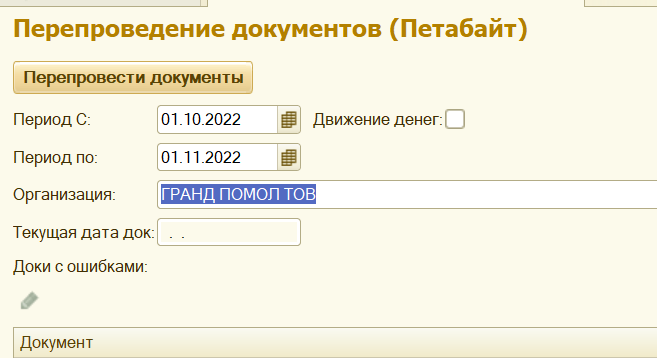 Перепроведение документов (Петабайт)
Перепровести документы
Период С: 01.10.2022 Движение денег:
Период по: 01.11.2022
Организация: ГРАНД ПОМОЛ ТОВ
Текущая дата док: . .
Доки с ошибками:
Документ